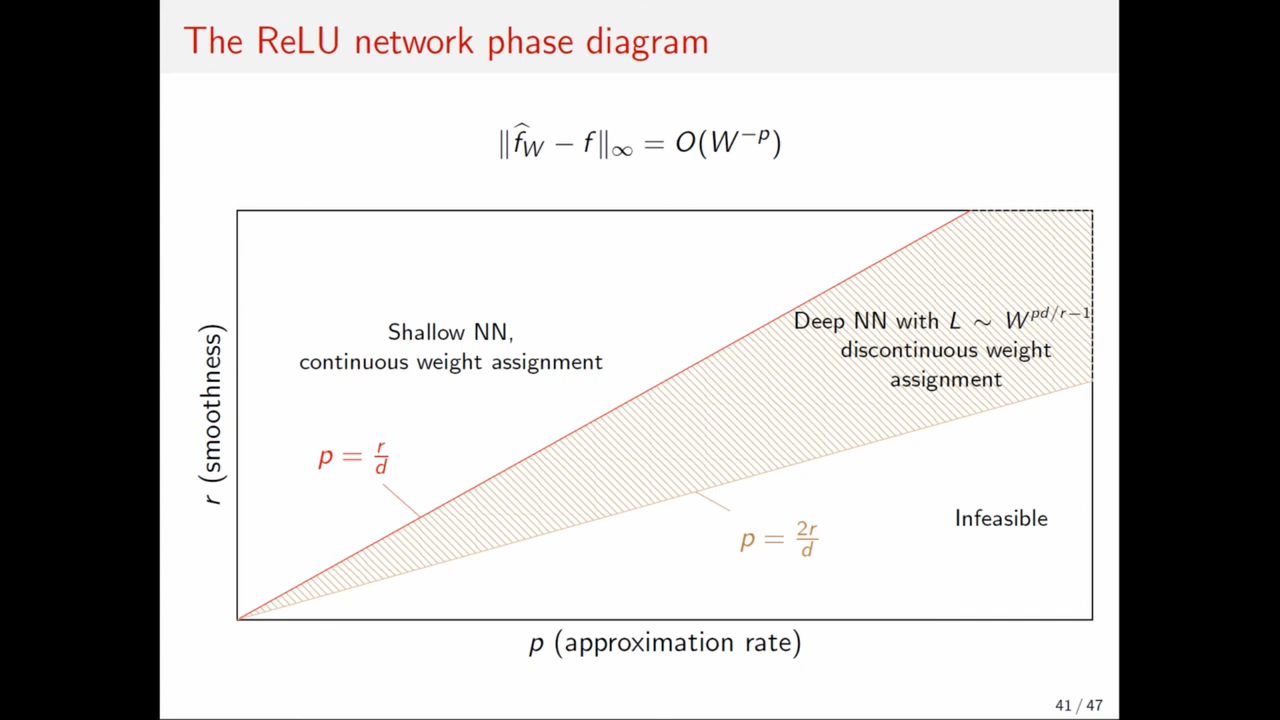 The ReLU network phase diagram
‖f̂_W − f‖_∞ = O(W^{−p})
Shallow NN,
continuous weight assignment
Deep NN with L ∼ W^{pd/r−1}
discontinuous weight
assignment
r (smoothness)
p = r/d
p = 2r/d
Infeasible
p (approximation rate)
41 / 47